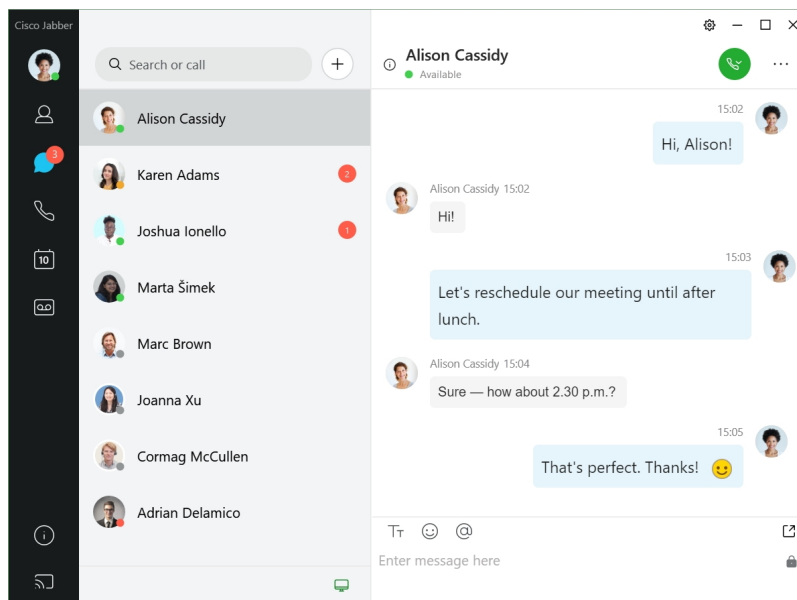 Cisco Jabber
3
10
Search or call
Alison Cassidy
Karen Adams
2
Joshua Ionello
1
Marta Šimek
Marc Brown
Joanna Xu
Cormag McCullen
Adrian Delamico
Alison Cassidy
Available
15:02
Hi, Alison!
Alison Cassidy 15:02
Hi!
15:03
Let's reschedule our meeting until after
lunch.
Alison Cassidy 15:04
Sure — how about 2.30 p.m.?
15:05
That's perfect. Thanks!
Enter message here